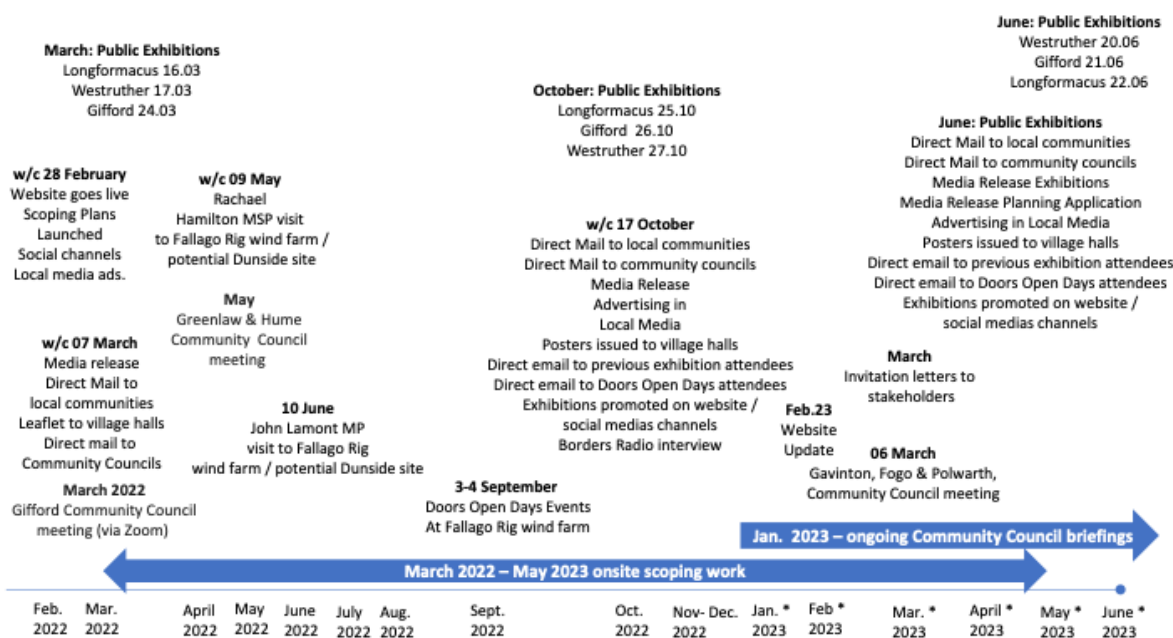 March: Public Exhibitions
Longformacus 16.03
Westruther 17.03
Gifford 24.03
w/c 28 February
Website goes live
Scoping Plans
Launched
Social channels
Local media ads.
w/c 07 March
Media release
Direct Mail to
local communities
Leaflet to village halls
Direct mail to
Community Councils
March 2022
Gifford Community Council
meeting (via Zoom)
w/c 09 May
Rachael
Hamilton MSP visit
to Fallago Rig wind farm /
potential Dunside site
May
Greenlaw & Hume
Community Council
meeting
10 June
John Lamont MP
visit to Fallago Rig
wind farm / potential Dunside site
3-4 September
Doors Open Days Events
At Fallago Rig wind farm
October: Public Exhibitions
Longformacus 25.10
Gifford 26.10
Westruther 27.10
w/c 17 October
Direct Mail to local communities
Direct Mail to community councils
Media Release
Advertising in
Local Media
Posters issued to village halls
Direct email to previous exhibition attendees
Direct email to Doors Open Days attendees
Exhibitions promoted on website /
social medias channels
Borders Radio interview
Feb.23
Website
Update
June: Public Exhibitions
Westruther 20.06
Gifford 21.06
Longformacus 22.06
June: Public Exhibitions
Direct Mail to local communities
Direct Mail to community councils
Media Release Exhibitions
Media Release Planning Application
Advertising in Local Media
Posters issued to village halls
Direct email to previous exhibition attendees
Direct email to Doors Open Days attendees
Exhibitions promoted on website /
social medias channels
March
Invitation letters to
stakeholders
06 March
Gavinton, Fogo & Polwarth,
Community Council meeting
Jan. 2023 – ongoing Community Council briefings
March 2022 – May 2023 onsite scoping work
Feb. 2022
Mar. 2022
April 2022
May 2022
June 2022
July 2022
Aug. 2022
Sept. 2022
Oct. 2022
Nov- Dec. 2022
Jan. * 2023
Feb * 2023
Mar. * 2023
April * 2023
May * 2023
June * 2023